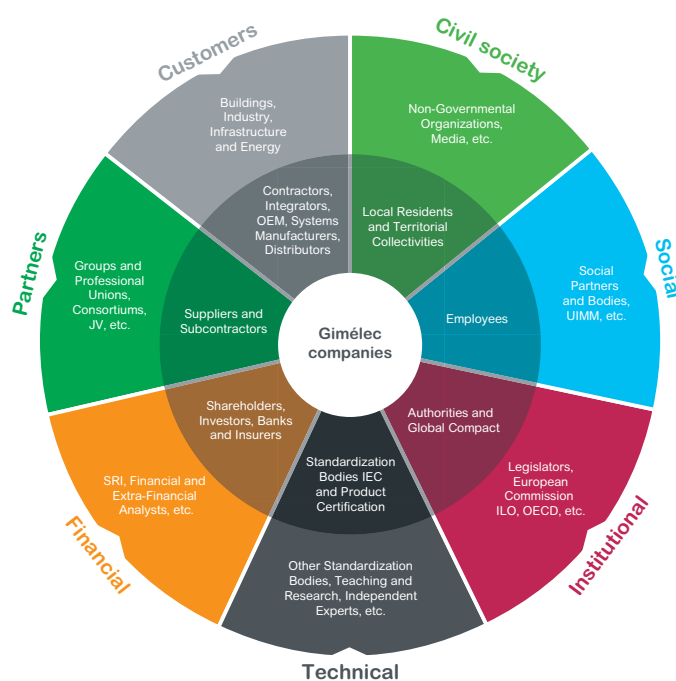 Customers
Civil society
Buildings,
Industry,
Infrastructure
and Energy
Non-Governmental
Organizations,
Media, etc.
Contractors,
Integrators,
OEM, Systems
Manufacturers,
Distributors
Local Residents
and Territorial
Collectivities
Partners
Groups and
Professional
Unions,
Consortiums,
JV, etc.
Suppliers and
Subcontractors
Gimélec
companies
Employees
Social
Partners
and Bodies,
UIMM, etc.
Social
Shareholders,
Investors, Banks
and Insurers
Authorities and
Global Compact
SRI, Financial and
Extra-Financial
Analysts, etc.
Standardization
Bodies IEC
and Product
Certification
Legislators,
European
Commission
ILO, OECD, etc.
Financial
Institutional
Other Standardization
Bodies, Teaching and
Research, Independent
Experts, etc.
Technical